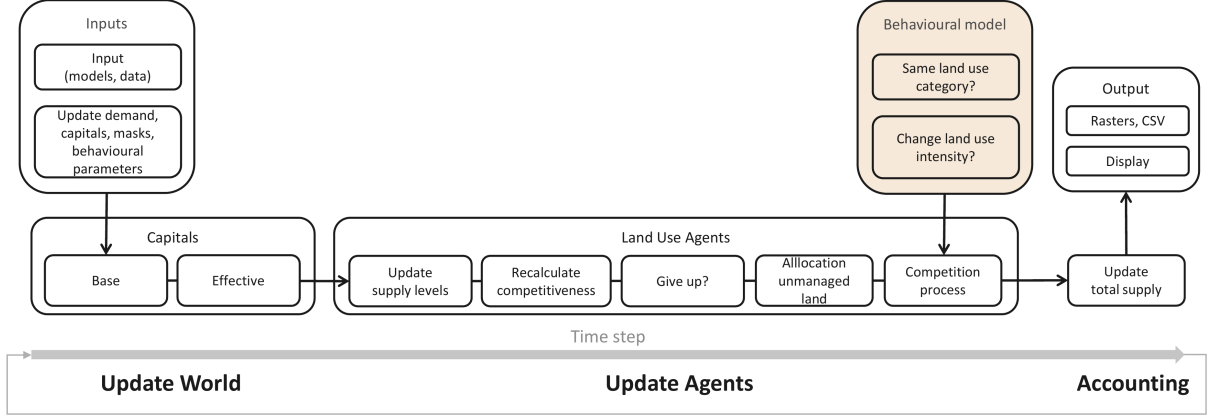 Inputs
Input
(models, data)
Update demand,
capitals, masks,
behavioural
parameters
Behavioural model
Same land use
category?
Change land use
intensity?
Output
Rasters, CSV
Display
Capitals
Base
Effective
Land Use Agents
Update
supply levels
Recalculate
competitiveness
Give up?
Alllocation
unmanaged
land
Competition
process
Update
total supply
Time step
Update World
Update Agents
Accounting